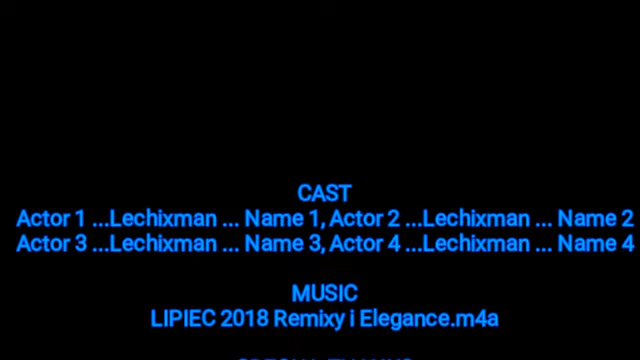 CAST
Actor 1 ...Lechixman ... Name 1, Actor 2 ...Lechixman ... Name 2
Actor 3 ...Lechixman ... Name 3, Actor 4 ...Lechixman ... Name 4
MUSIC
LIPIEC 2018 Remixy i Elegance.m4a